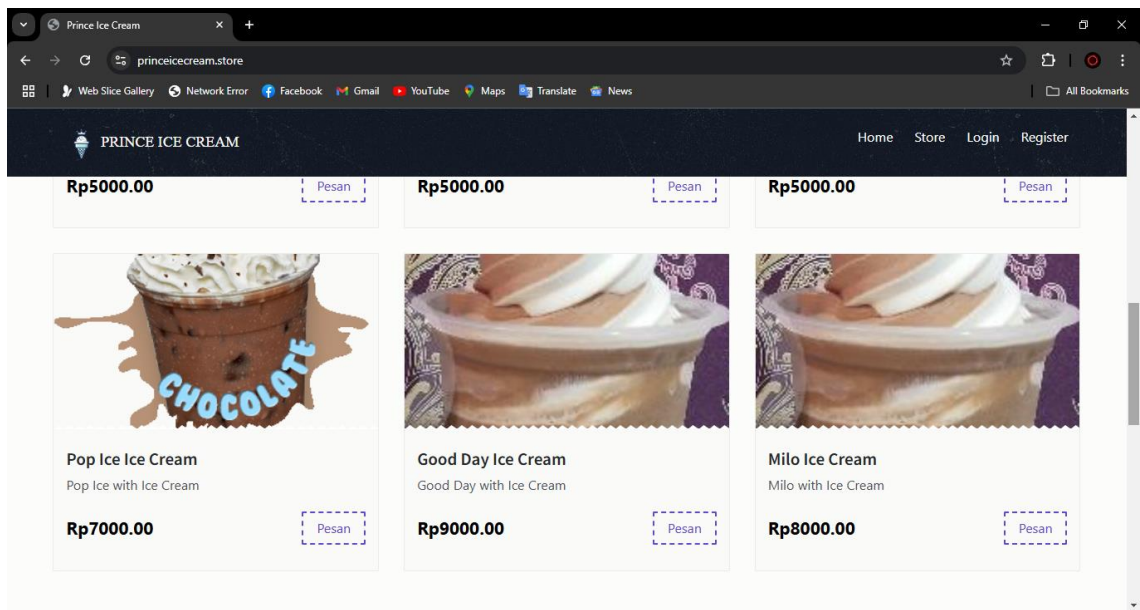 Prince Ice Cream
princeicecream.store
Web Slice Gallery Network Error Facebook Gmail YouTube Maps Translate News All Bookmarks
PRINCE ICE CREAM Home Store Login Register
Rp5000.00 Pesan Rp5000.00 Pesan Rp5000.00 Pesan
CHOCOLATE
Pop Ice Ice Cream Good Day Ice Cream Milo Ice Cream
Pop Ice with Ice Cream Good Day with Ice Cream Milo with Ice Cream
Rp7000.00 Pesan Rp9000.00 Pesan Rp8000.00 Pesan